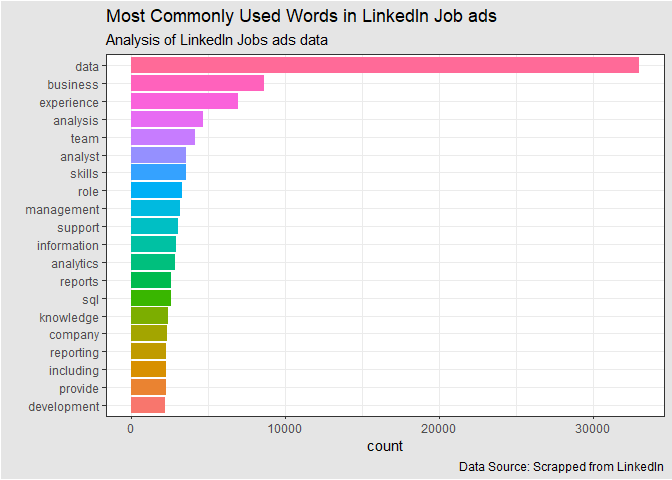 Most Commonly Used Words in LinkedIn Job ads
Analysis of LinkedIn Jobs ads data
data
business
experience
analysis
team
analyst
skills
role
management
support
information
analytics
reports
sql
knowledge
company
reporting
including
provide
development
0 10000 20000 30000
count
Data Source: Scrapped from LinkedIn